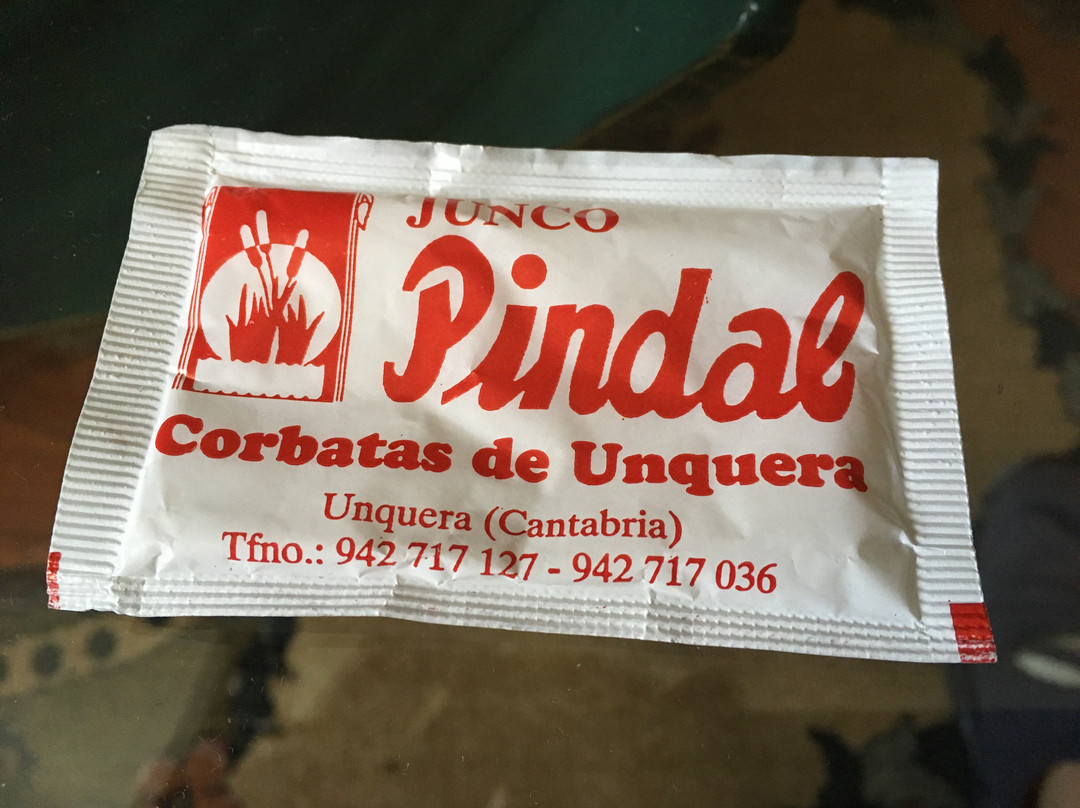 JUNCO
Pindal
Corbatas de Unquera
Unquera (Cantabria)
Tfno.: 942 717 127 - 942 717 036